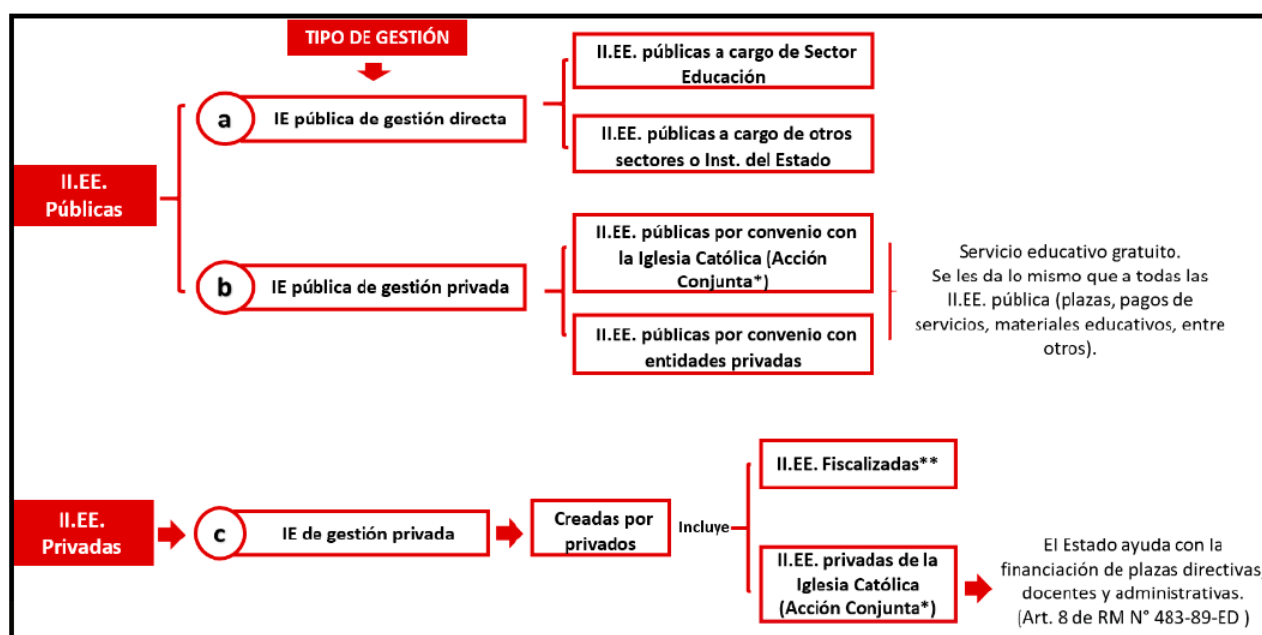 TIPO DE GESTIÓN
II.EE.
Públicas
a
IE pública de gestión directa
II.EE. públicas a cargo de Sector
Educación
II.EE. públicas a cargo de otros
sectores o Inst. del Estado
b
IE pública de gestión privada
II.EE. públicas por convenio con
la Iglesia Católica (Acción
Conjunta*)
II.EE. públicas por convenio con
entidades privadas
Servicio educativo gratuito.
Se les da lo mismo que a todas las
II.EE. pública (plazas, pagos de
servicios, materiales educativos, entre
otros).
II.EE.
Privadas
c
IE de gestión privada
Creadas por
privados
Incluye
II.EE. Fiscalizadas**
II.EE. privadas de la
Iglesia Católica
(Acción Conjunta*)
El Estado ayuda con la
financiación de plazas directivas,
docentes y administrativas.
(Art. 8 de RM N° 483-89-ED )